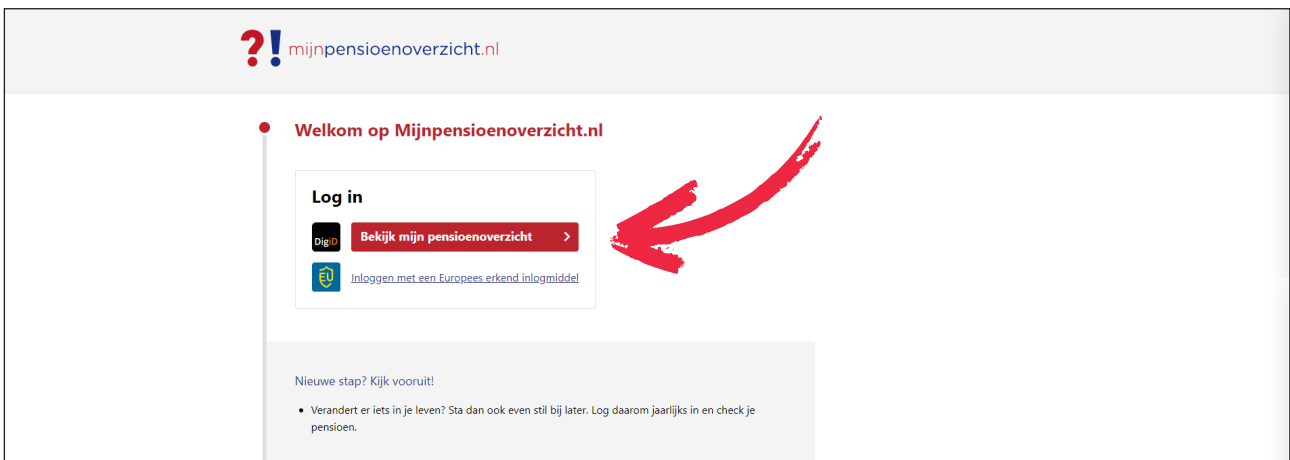 ?! mijnpensioenoverzicht.nl
Welkom op Mijnpensioenoverzicht.nl
Log in
DigiD
Bekijk mijn pensioenoverzicht >
EU
Inloggen met een Europees erkend inlogmiddel
Nieuwe stap? Kijk vooruit!
• Verandert er iets in je leven? Sta dan ook even stil bij later. Log daarom jaarlijks in en check je
pensioen.